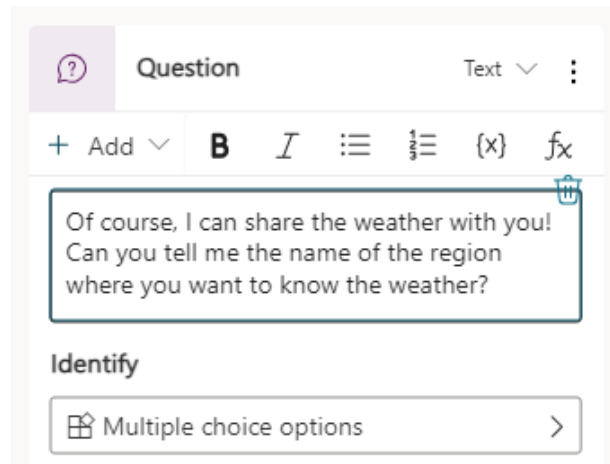 Question
Text
+ Add
B
I
{x}
fx
Of course, I can share the weather with you!
Can you tell me the name of the region
where you want to know the weather?
Identify
Multiple choice options